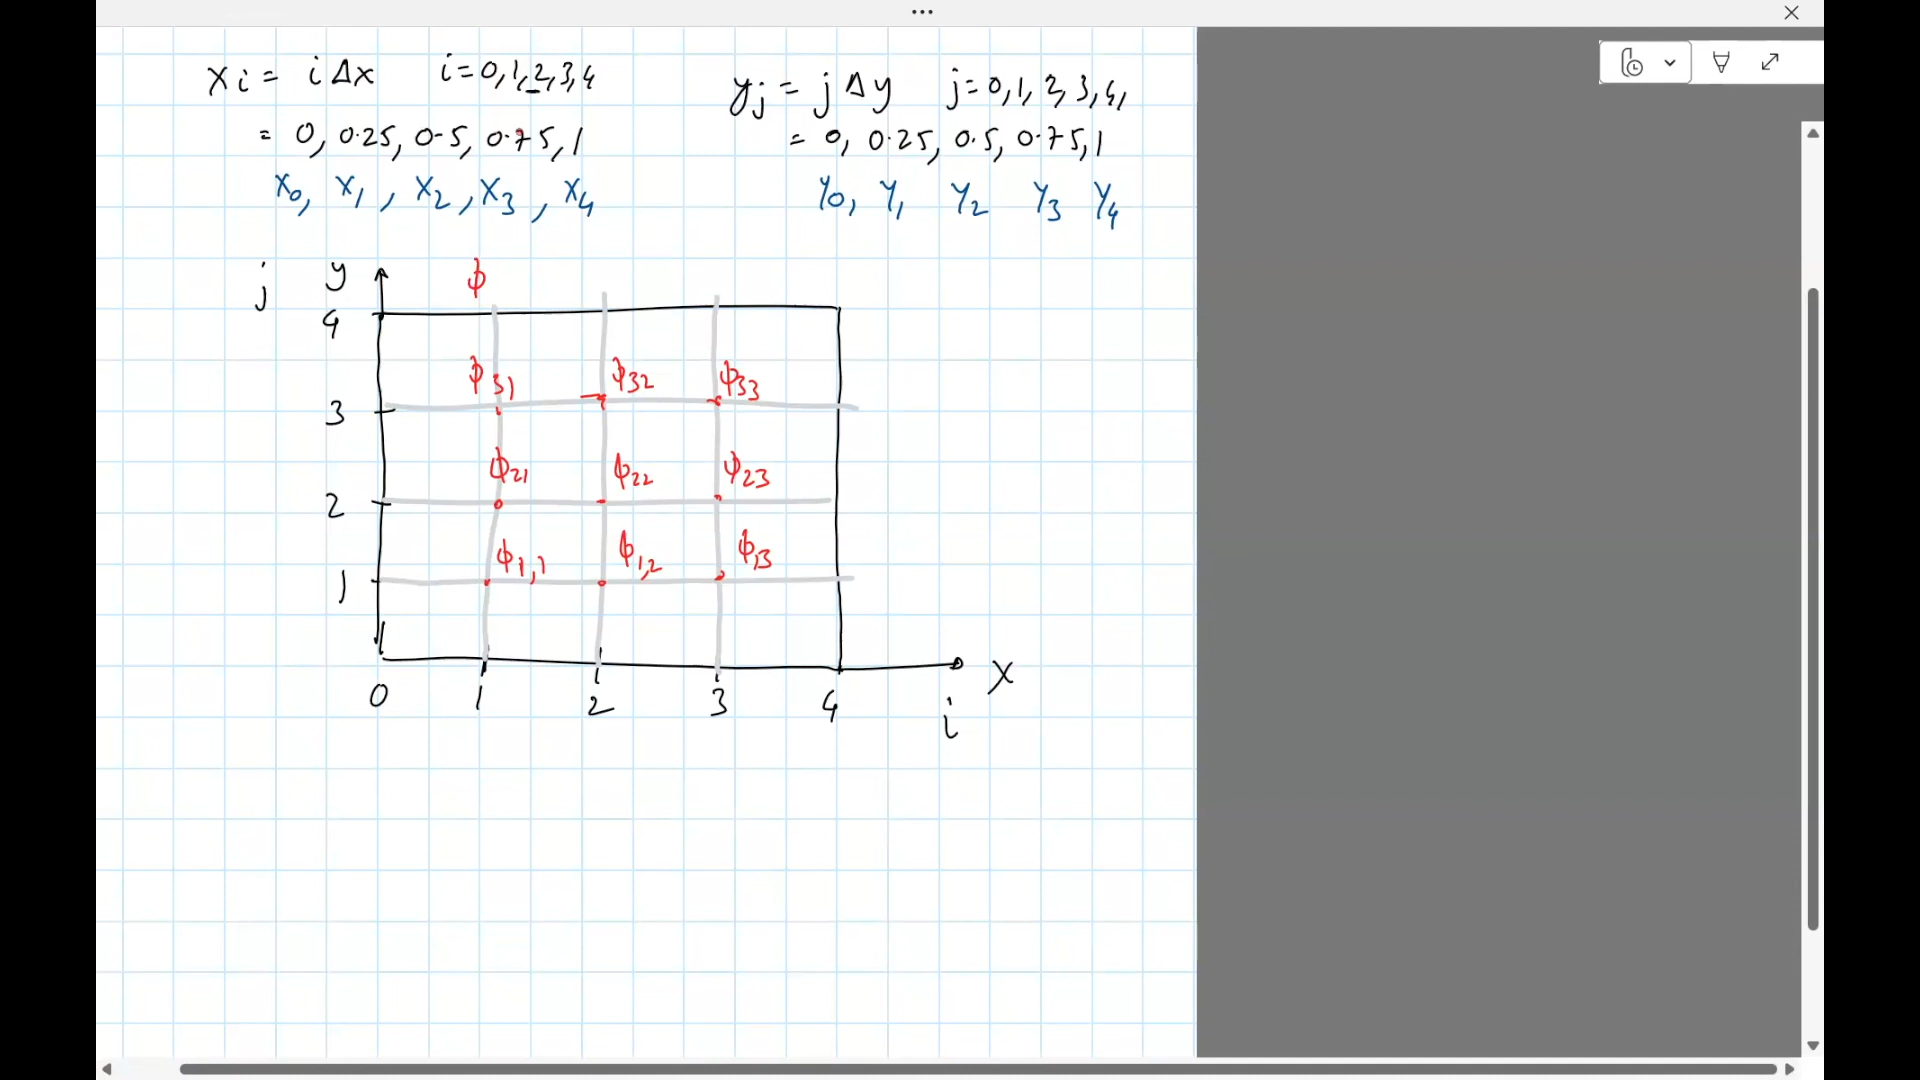 xi = i Δx   i=0,1,2,3,4
= 0, 0.25, 0.5, 0.75, 1
x0, x1, x2, x3, x4
yj = j Δy   j=0,1,2,3,4,
= 0, 0.25, 0.5, 0.75, 1
y0, y1, y2 y3 y4
j y ϕ
4
ϕ31 ϕ32 ϕ33
3
ϕ21 ϕ22 ϕ23
2
ϕ1,1 ϕ1,2 ϕ13
1
0 1 2 3 4 x
i